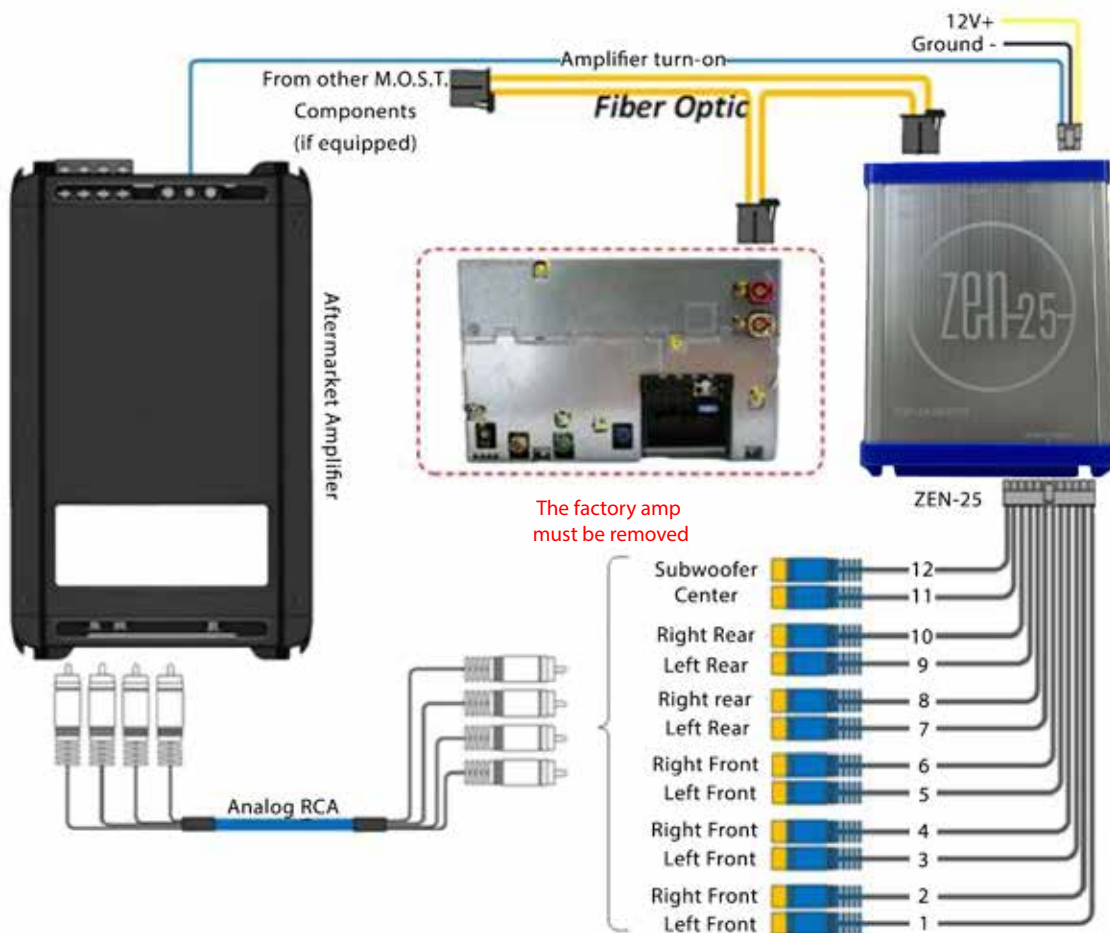 12V+
Ground -
Amplifier turn-on
From other M.O.S.T.
Components
(if equipped)
Fiber Optic
Aftermarket Amplifier
zen-25
The factory amp
must be removed
ZEN-25
Subwoofer 12
Center 11
Right Rear 10
Left Rear 9
Right rear 8
Left Rear 7
Right Front 6
Left Front 5
Right Front 4
Left Front 3
Right Front 2
Left Front 1
Analog RCA